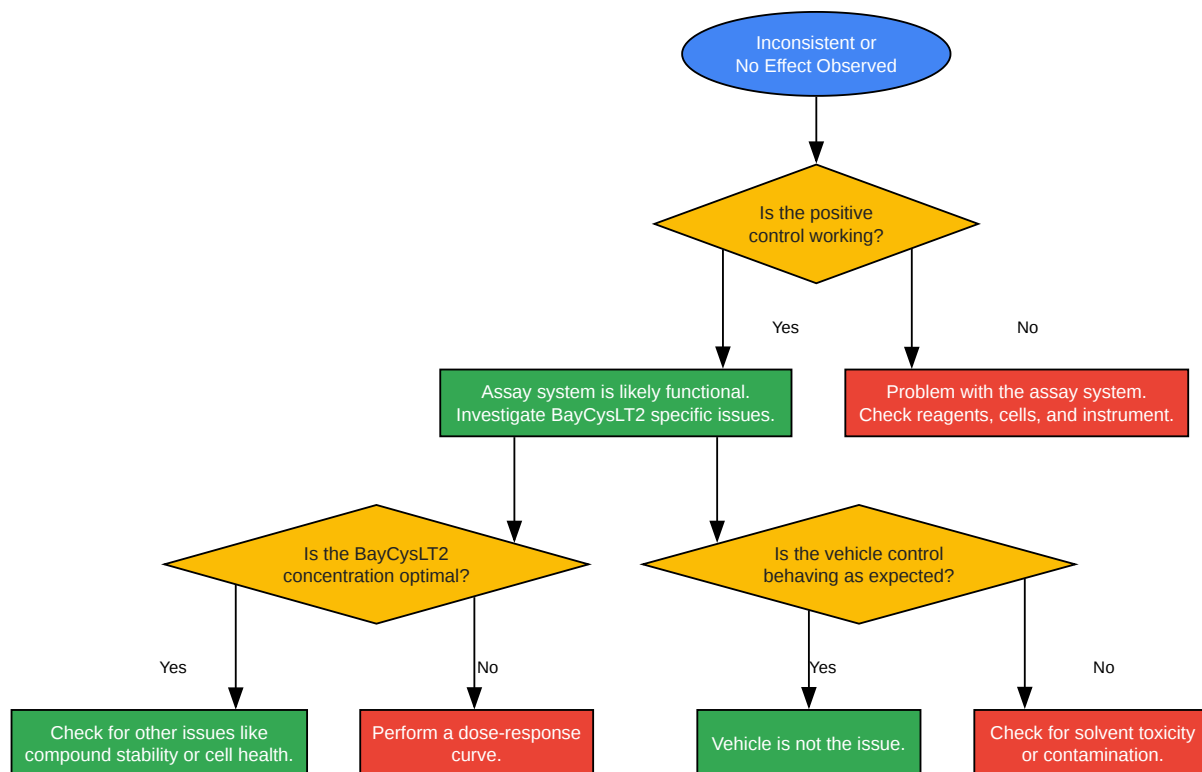 Inconsistent or
No Effect Observed
Is the positive
control working?
Yes
No
Assay system is likely functional.
Investigate BayCysLT2 specific issues.
Problem with the assay system.
Check reagents, cells, and instrument.
Is the BayCysLT2
concentration optimal?
Is the vehicle control
behaving as expected?
Yes
No
Yes
No
Check for other issues like
compound stability or cell health.
Perform a dose-response
curve.
Vehicle is not the issue.
Check for solvent toxicity
or contamination.